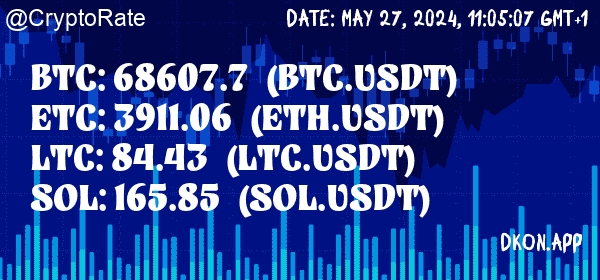 @CryptoRate
DATE: MAY 27, 2024, 11:05:07 GMT+1
BTC: 68607.7 (BTC.USDT)
ETC: 3911.06 (ETH.USDT)
LTC: 84.43 (LTC.USDT)
SOL: 165.85 (SOL.USDT)
DKON.APP